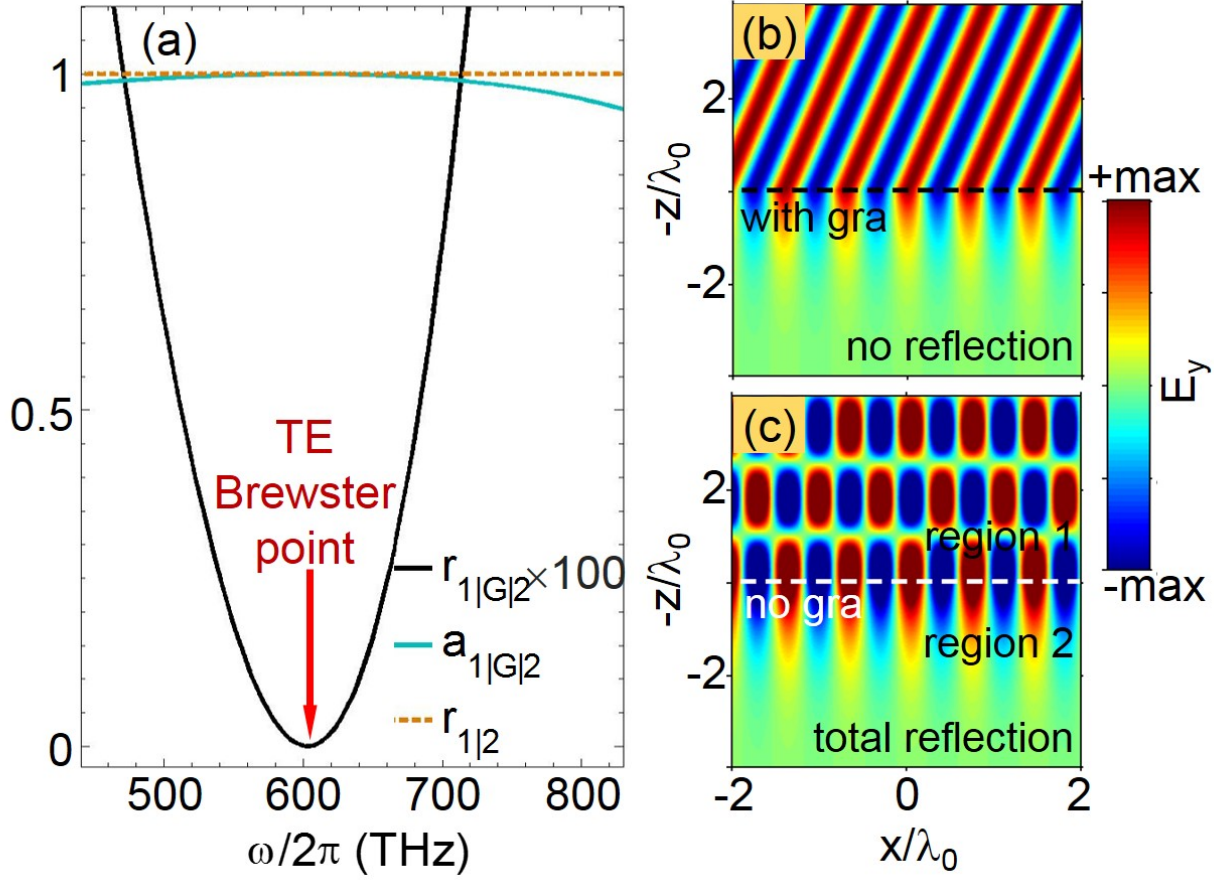 (a)
1
0.5
0
TE
Brewster
point
r1|G|2×100
a1|G|2
r1|2
500
600
700
800
ω/2π (THz)
(b)
2
-2
-z/λ0
with gra
no reflection
+max
Ey
-max
(c)
2
-2
-z/λ0
region 1
no gra
region 2
total reflection
-2
0
2
x/λ0